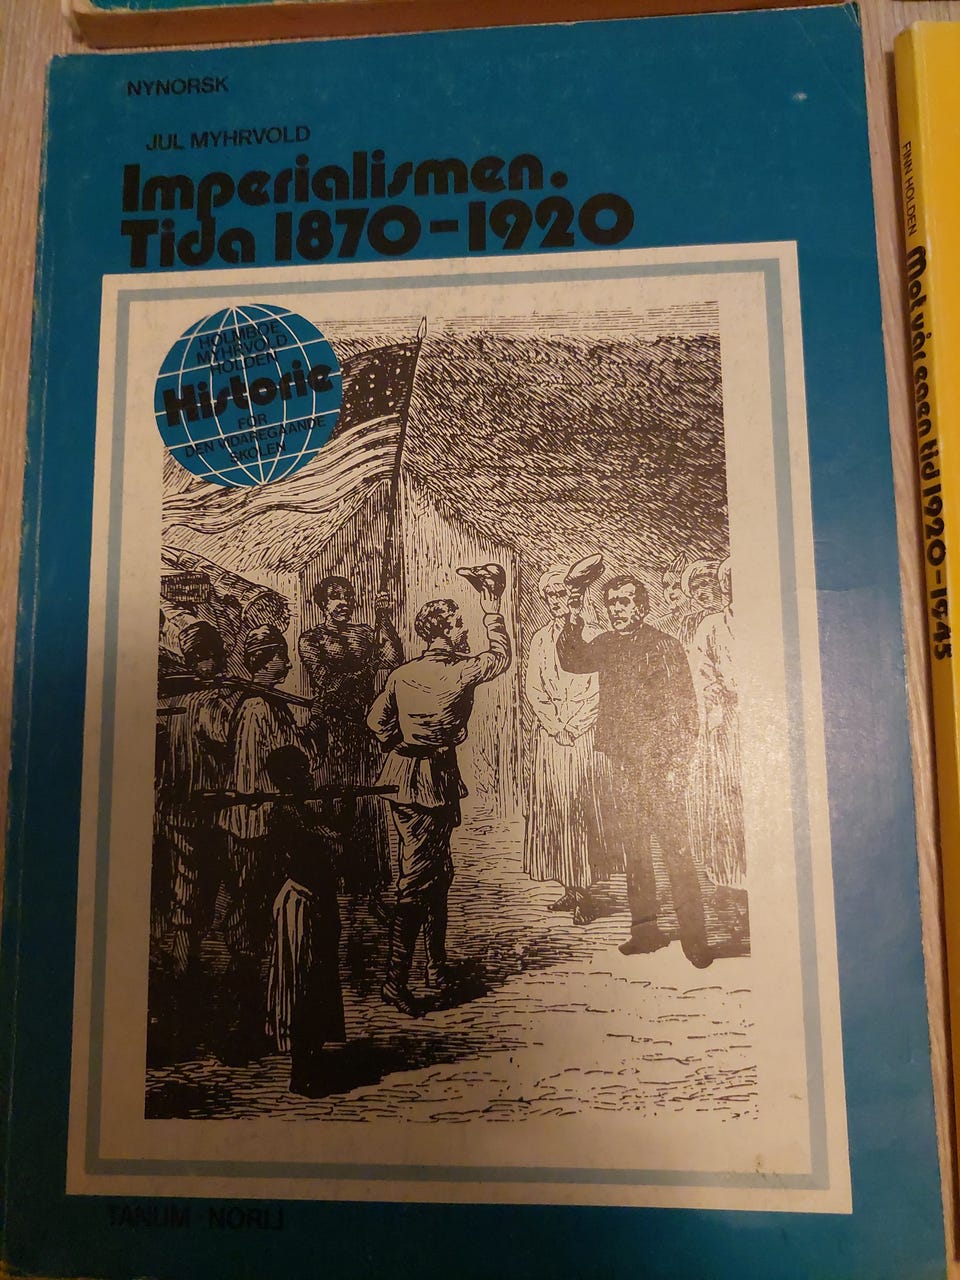 NYNORSK
JUL MYHRVOLD
Imperialismen.
Tida 1870-1920
HOLMBOE
MYHRVOLD
HOLDEN
Historie
FOR
DEN VIDAREGAANDE
SKOLEN
TANUM-NORLI
FINN HOLDEN Mot vår egen tid 1920-1945